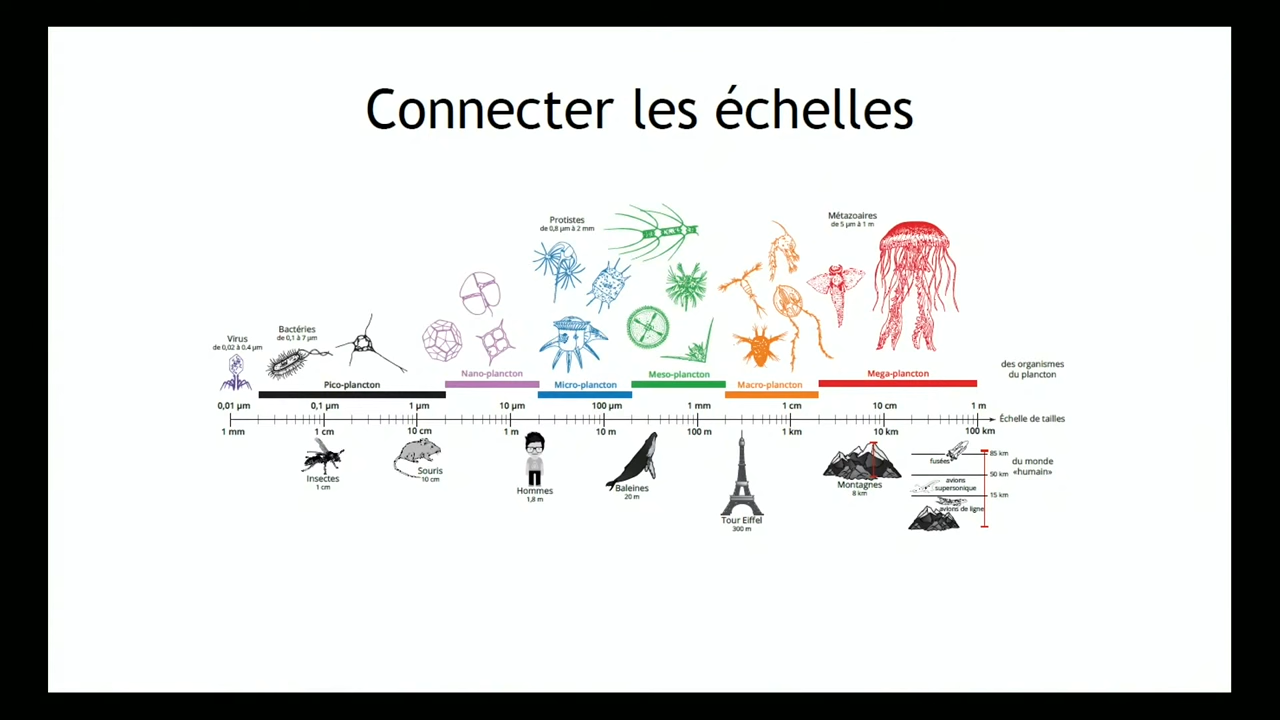 Connecter les échelles
Protistes
de 0,8 µm à 2 mm
Métazoaires
de 5 µm à 1 m
Virus
de 0,02 à 0,4 µm
Bactéries
de 0,1 à 7 µm
des organismes
du plancton
Pico-plancton
Nano-plancton
Micro-plancton
Meso-plancton
Macro-plancton
Mega-plancton
0,01 µm
0,1 µm
1 µm
10 µm
100 µm
1 mm
1 cm
10 cm
1 m
Échelle de tailles
1 mm
1 cm
10 cm
1 m
10 m
100 m
1 km
10 km
100 km
Insectes
1 cm
Souris
10 cm
Hommes
1,8 m
Baleines
20 m
Tour Eiffel
300 m
Montagnes
8 km
fusées
85 km
avions
supersonique
50 km
15 km
avions de ligne
du monde
«humain»